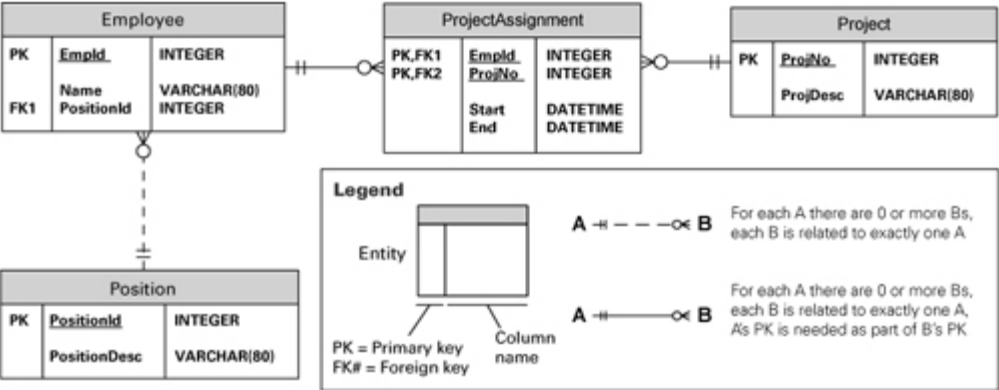 Employee
PK EmpId INTEGER
Name VARCHAR(80)
FK1 PositionId INTEGER
ProjectAssignment
PK,FK1 EmpId INTEGER
PK,FK2 ProjNo INTEGER
Start DATETIME
End DATETIME
Project
PK ProjNo INTEGER
ProjDesc VARCHAR(80)
Position
PK PositionId INTEGER
PositionDesc VARCHAR(80)
Legend
Entity
PK = Primary key
FK# = Foreign key
Column
name
A B
For each A there are 0 or more Bs,
each B is related to exactly one A
A B
For each A there are 0 or more Bs,
each B is related to exactly one A,
A's PK is needed as part of B's PK